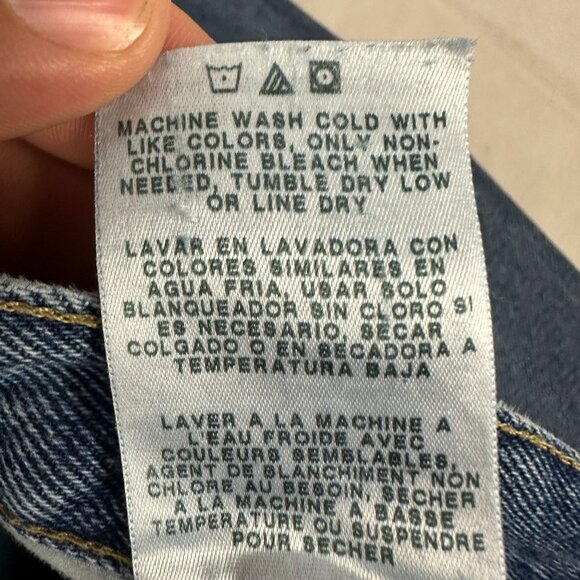 MACHINE WASH COLD WITH
LIKE COLORS, ONLY NON-
CHLORINE BLEACH WHEN
NEEDED, TUMBLE DRY LOW
OR LINE DRY
LAVAR EN LAVADORA CON
COLORES SIMILARES EN
AGUA FRIA, USAR SOLO
BLANQUEADOR SIN CLORO SI
ES NECESARIO, SECAR
COLGADO O EN SECADORA A
TEMPERATURA BAJA
LAVER A LA MACHINE A
L'EAU FROIDE AVEC
COULEURS SEMBLABLES,
AGENT DE BLANCHIMENT NON
CHLORE AU BESOIN, SECHER
A LA MACHINE A BASSE
TEMPERATURE OU SUSPENDRE
POUR SECHER